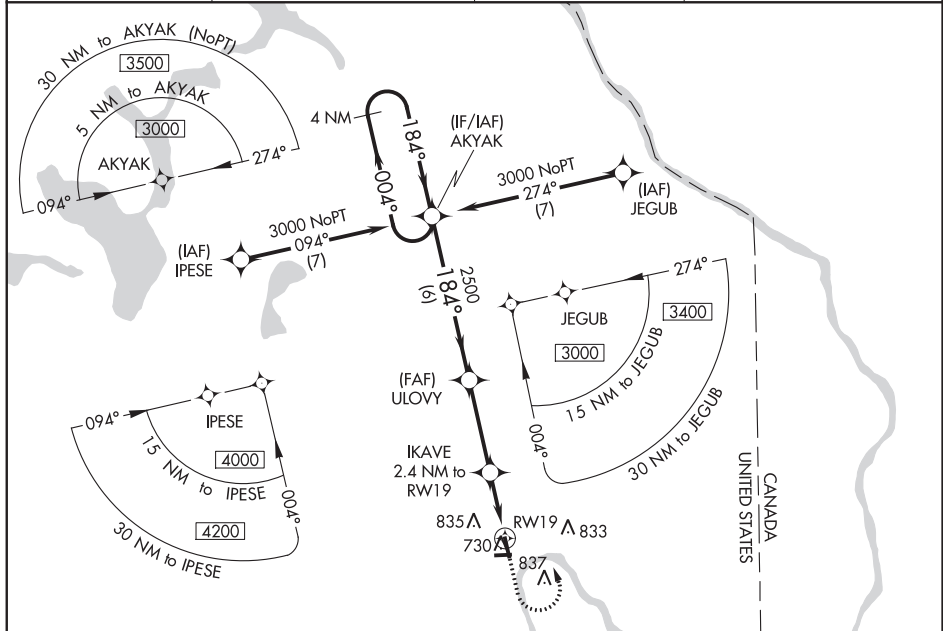 30 NM to AKYAK (NoPT)
3500
5 NM to AKYAK
3000
AKYAK
094°
274°
4 NM
184°
004°
(IF/IAF)
AKYAK
3000 NoPT
274°
(7)
(IAF)
JEGUB
3000 NoPT
094°
(7)
(IAF)
IPESE
2500
184°
(6)
274°
JEGUB
3400
3000
15 NM to JEGUB
30 NM to JEGUB
004°
(FAF)
ULOVY
094°
IPESE
4000
15 NM to IPESE
4200
30 NM to IPESE
004°
IKAVE
2.4 NM to
RW19
835
RW19
833
730
837
CANADA
UNITED STATES